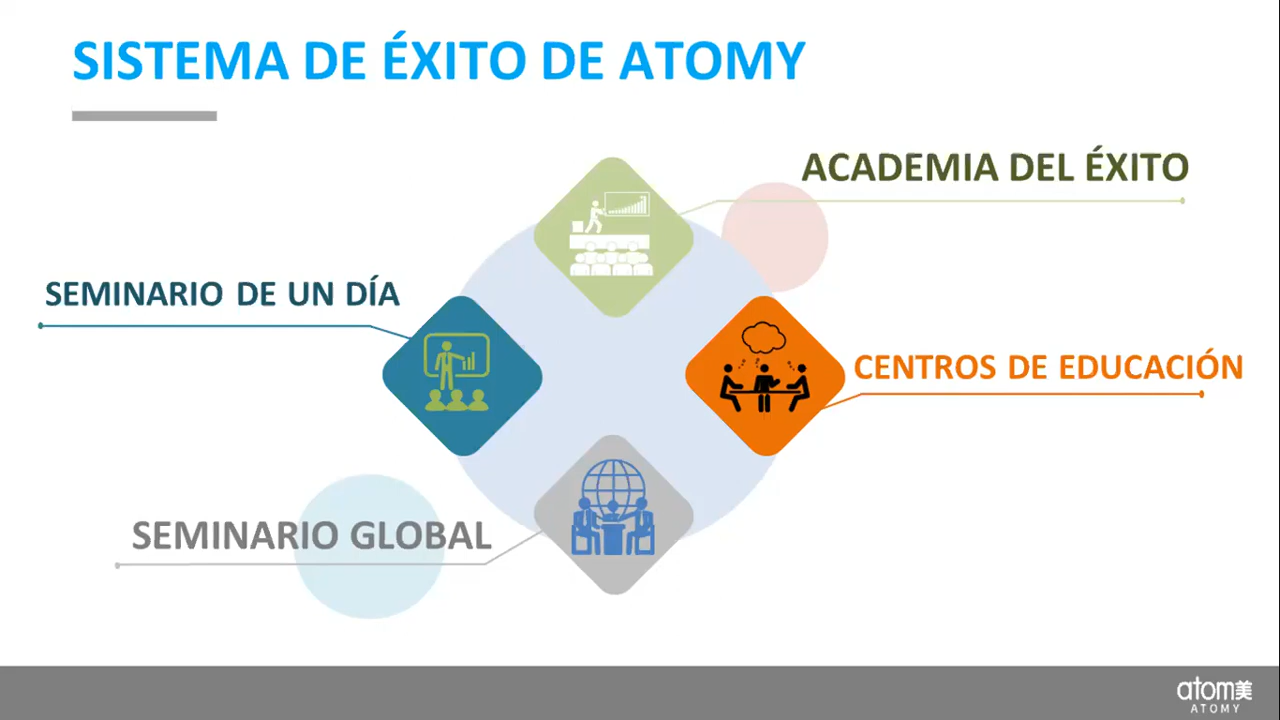 SISTEMA DE ÉXITO DE ATOMY
ACADEMIA DEL ÉXITO
SEMINARIO DE UN DÍA
CENTROS DE EDUCACIÓN
SEMINARIO GLOBAL
atom美
ATOMY